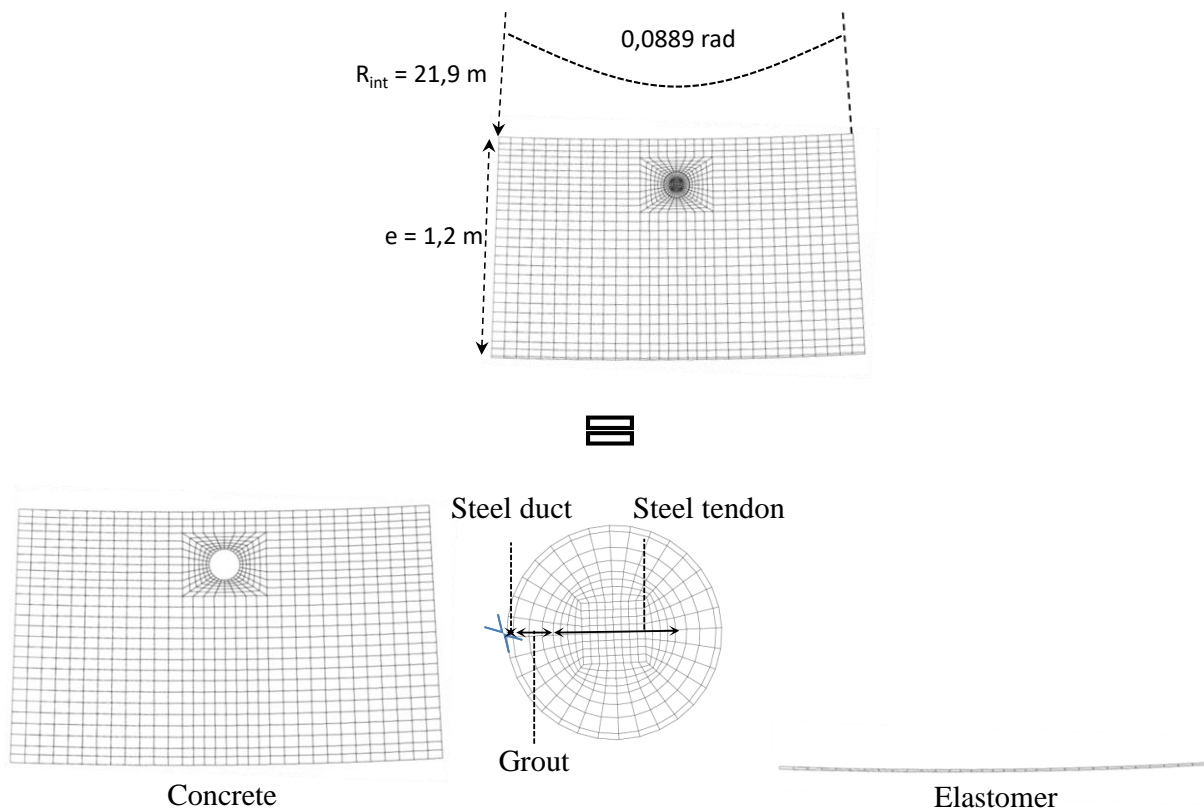 0,0889 rad
R_int = 21,9 m
e = 1,2 m
Steel duct
Steel tendon
Grout
Concrete
Elastomer